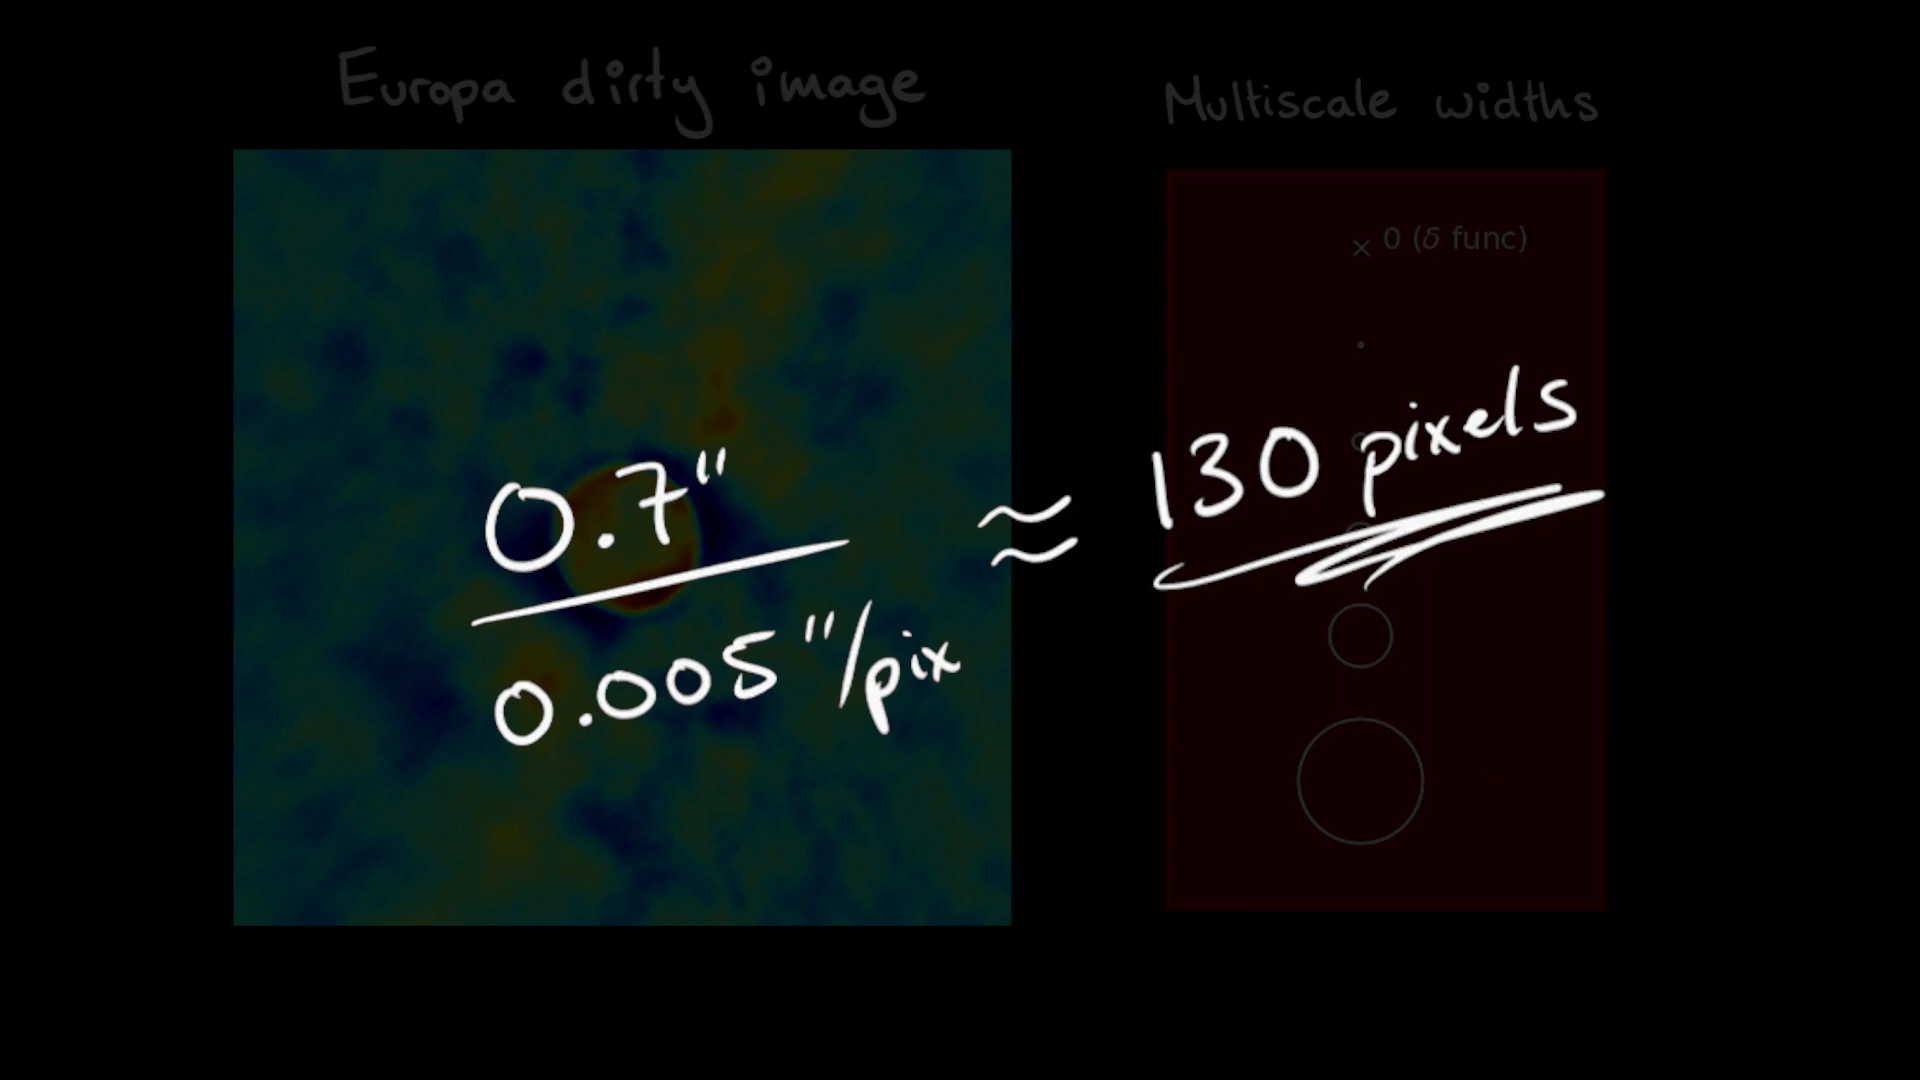 Europa dirty image
Multiscale widths
0 (δ func)
0.7"
0.005"/pix
≈ 130 pixels